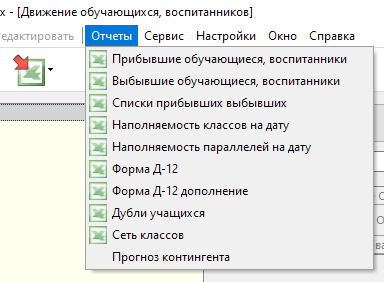 х - [Движение обучающихся, воспитанников]
едактировать Отчеты Сервис Настройки Окно Справка
Прибывшие обучающиеся, воспитанники
Выбывшие обучающиеся, воспитанники
Списки прибывших выбывших
Наполняемость классов на дату
Наполняемость параллелей на дату
Форма Д-12
Форма Д-12 дополнение
Дубли учащихся
Сеть классов
Прогноз контингента